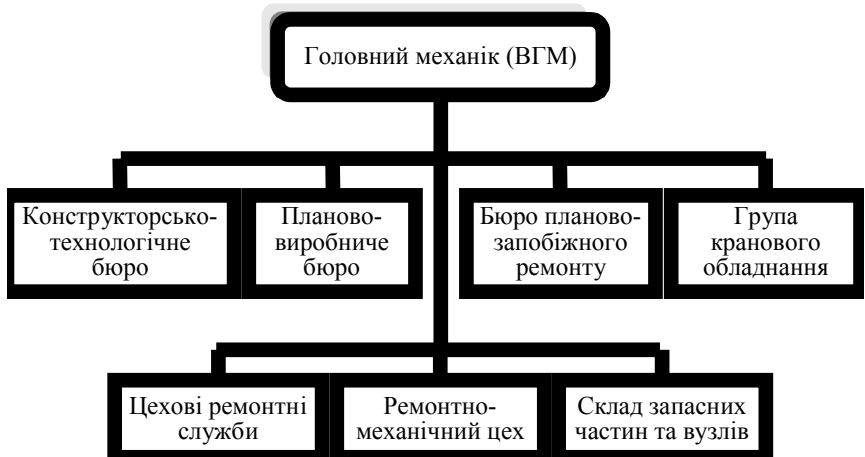 Головний механік (ВГМ)
Конструкторсько-
технологічне
бюро
Планово-
виробниче
бюро
Бюро планово-
запобіжного
ремонту
Група
кранового
обладнання
Цехові ремонтні
служби
Ремонтно-
механічний цех
Склад запасних
частин та вузлів